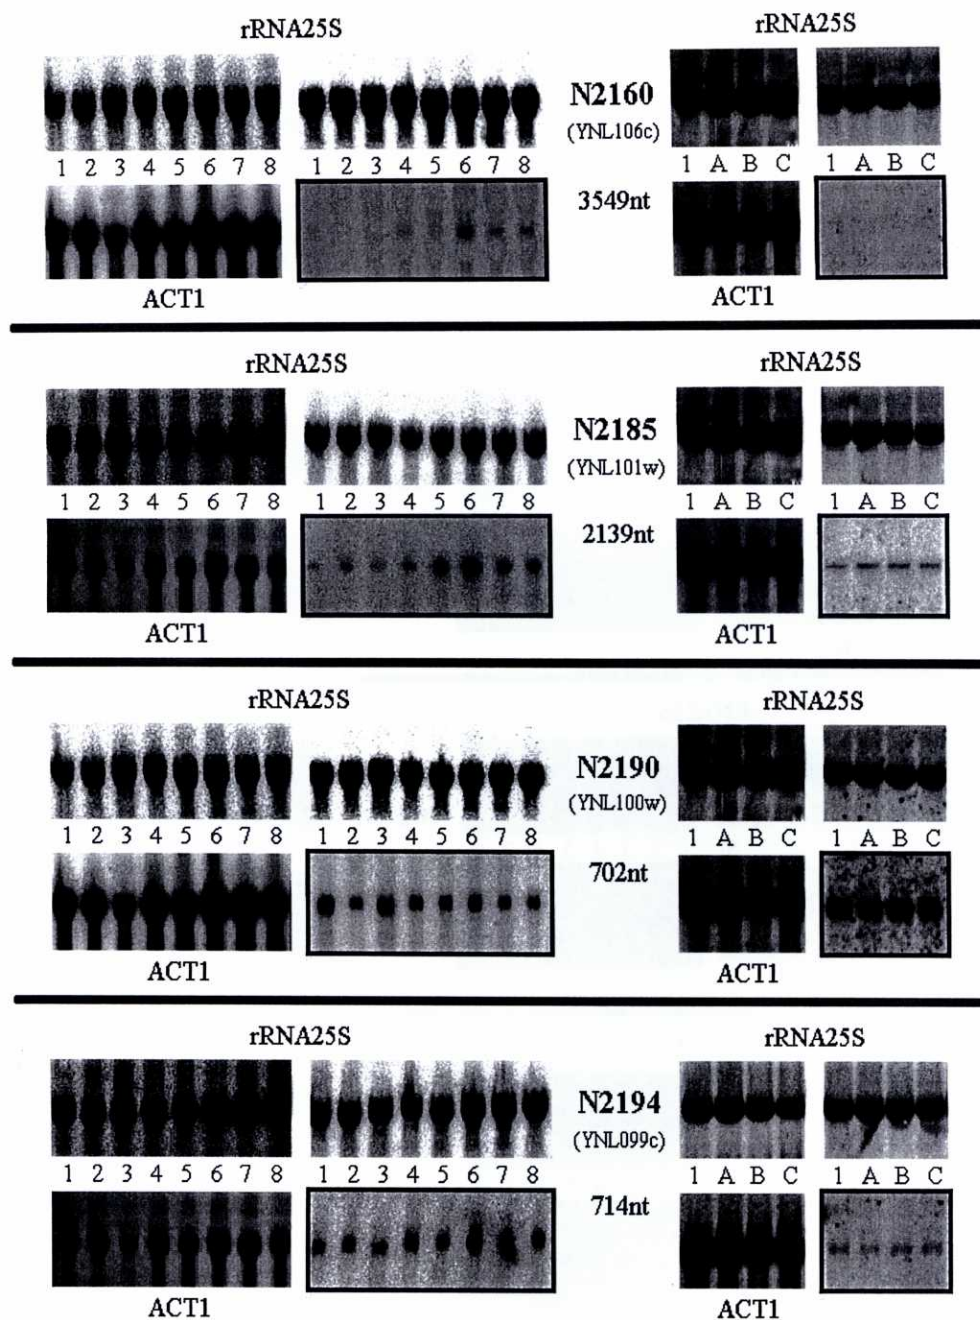 rRNA25S rRNA25S
N2160
(YNL106c)
1 2 3 4 5 6 7 8 1 2 3 4 5 6 7 8 1 A B C 1 A B C
3549nt
ACT1 ACT1
rRNA25S rRNA25S
N2185
(YNL101w)
1 2 3 4 5 6 7 8 1 2 3 4 5 6 7 8 1 A B C 1 A B C
2139nt
ACT1 ACT1
rRNA25S rRNA25S
N2190
(YNL100w)
1 2 3 4 5 6 7 8 1 2 3 4 5 6 7 8 1 A B C 1 A B C
702nt
ACT1 ACT1
rRNA25S rRNA25S
N2194
(YNL099c)
1 2 3 4 5 6 7 8 1 2 3 4 5 6 7 8 1 A B C 1 A B C
714nt
ACT1 ACT1